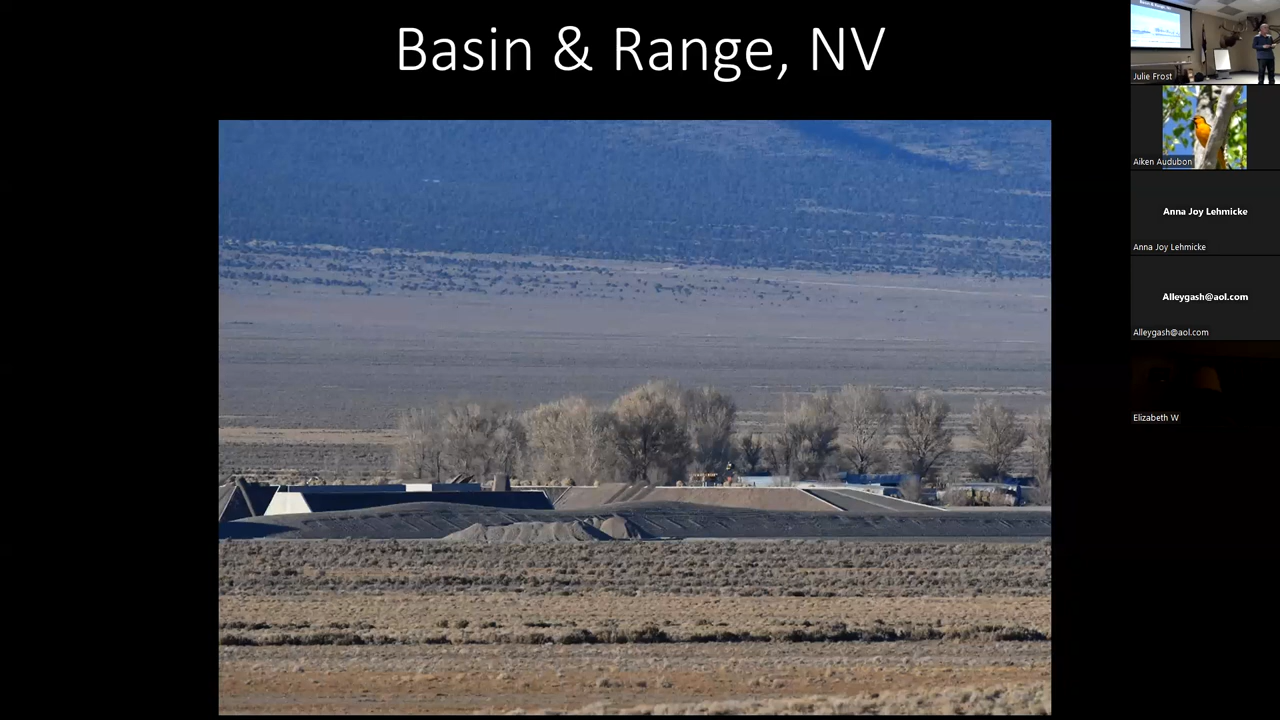 Basin & Range, NV
Julie Frost
Aiken Audubon
Anna Joy Lehmicke
Anna Joy Lehmicke
Alleygash@aol.com
Alleygash@aol.com
Elizabeth W